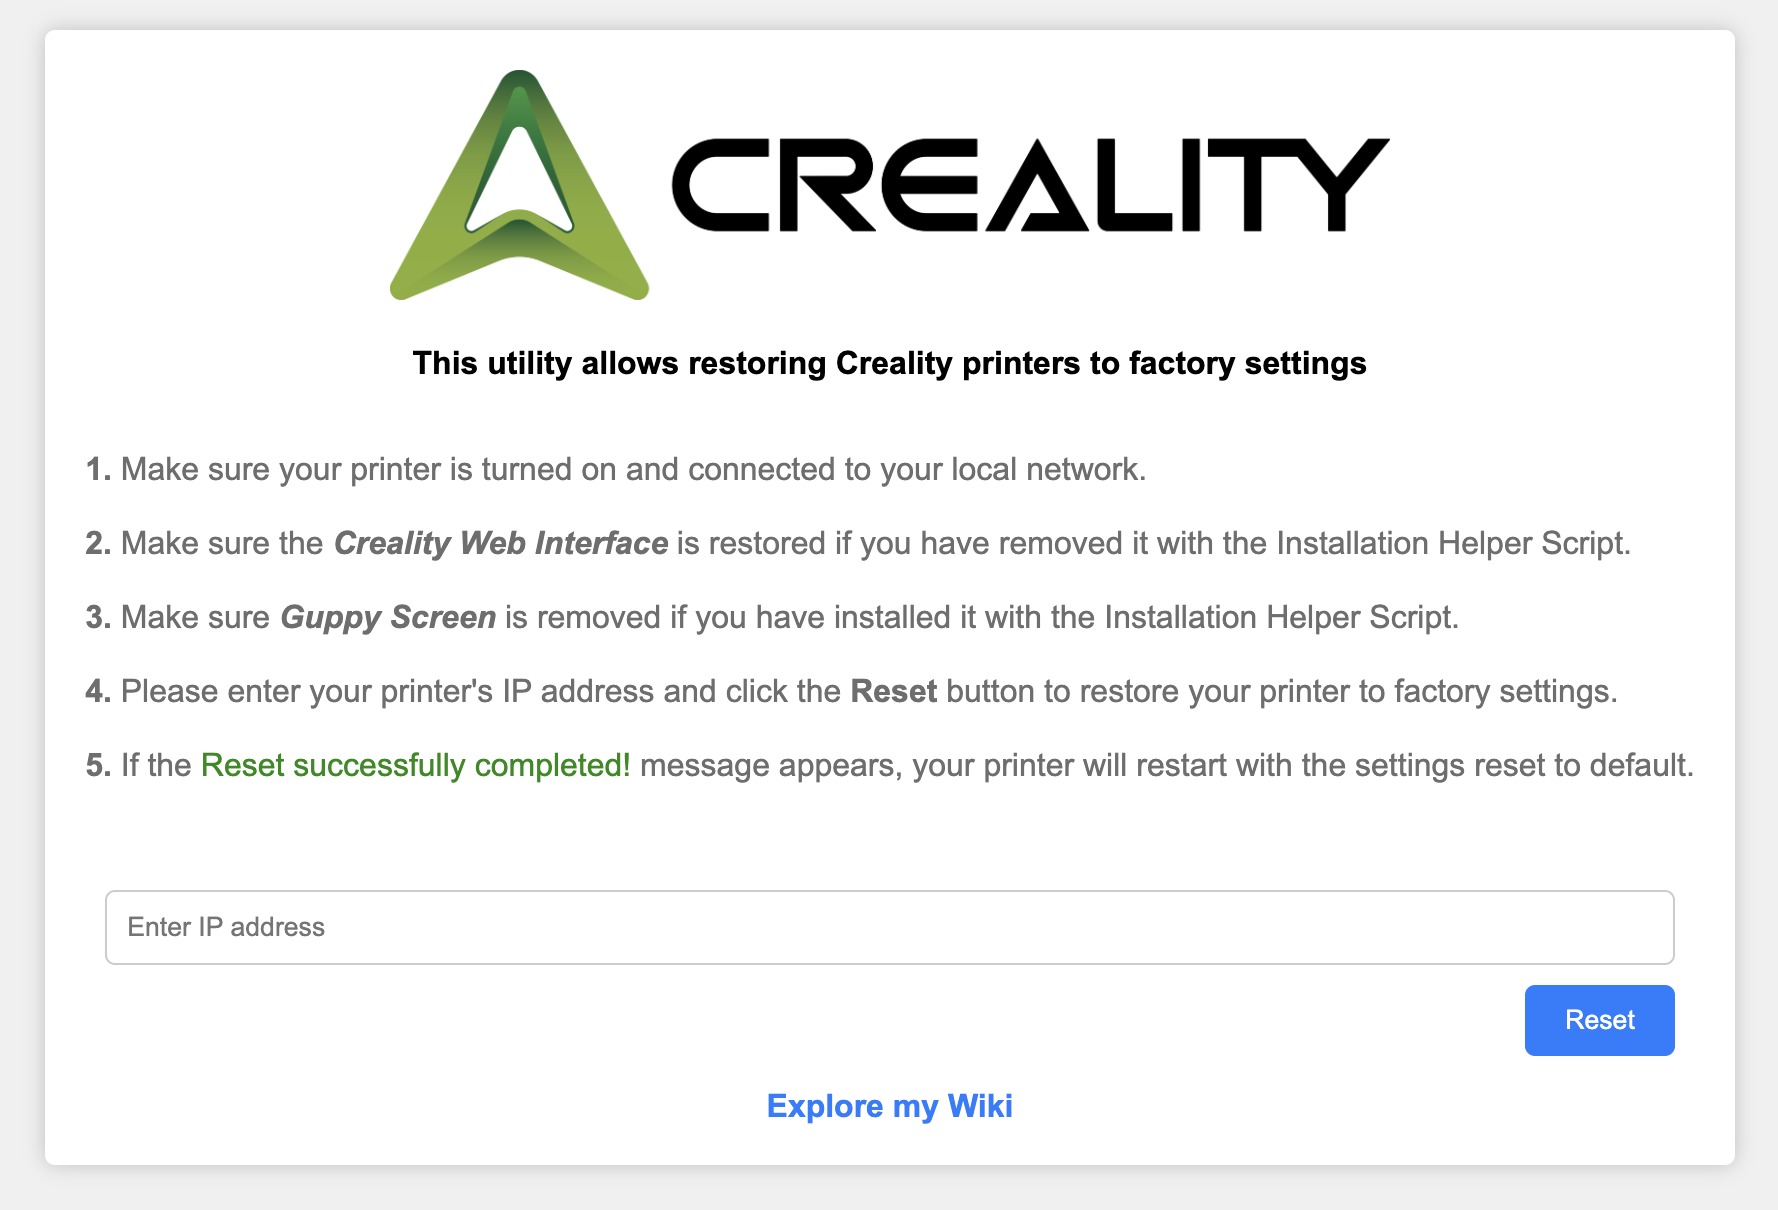 CREALITY
This utility allows restoring Creality printers to factory settings
1. Make sure your printer is turned on and connected to your local network.
2. Make sure the Creality Web Interface is restored if you have removed it with the Installation Helper Script.
3. Make sure Guppy Screen is removed if you have installed it with the Installation Helper Script.
4. Please enter your printer's IP address and click the Reset button to restore your printer to factory settings.
5. If the Reset successfully completed! message appears, your printer will restart with the settings reset to default.
Enter IP address
Reset
Explore my Wiki